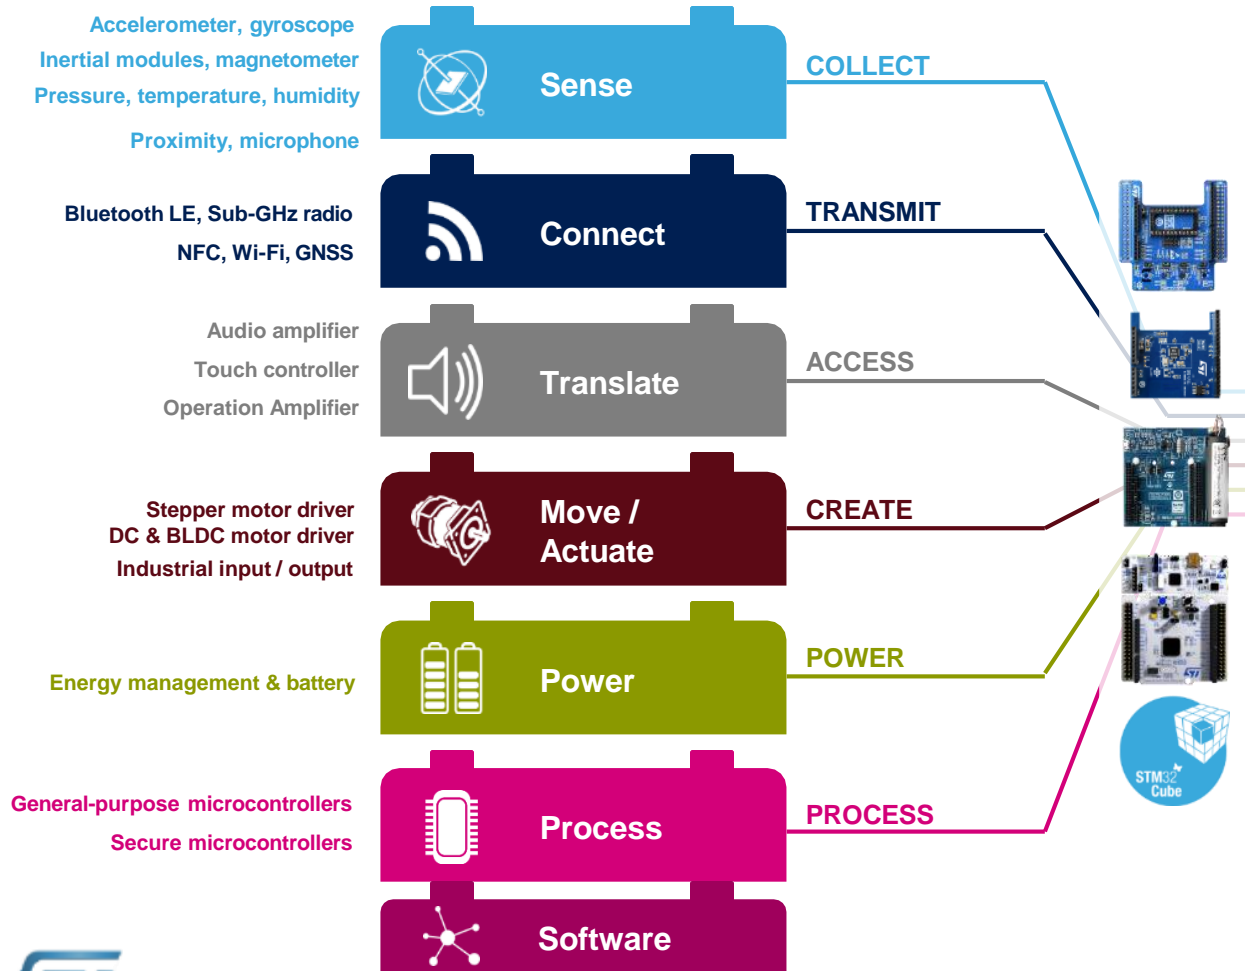 Accelerometer, gyroscope
Inertial modules, magnetometer
Pressure, temperature, humidity
Proximity, microphone
Sense
COLLECT
Bluetooth LE, Sub-GHz radio
NFC, Wi-Fi, GNSS
Connect
TRANSMIT
Audio amplifier
Touch controller
Operation Amplifier
Translate
ACCESS
Stepper motor driver
DC & BLDC motor driver
Industrial input / output
Move /
Actuate
CREATE
Energy management & battery
Power
POWER
General-purpose microcontrollers
Secure microcontrollers
Process
PROCESS
Software
STM32
Cube